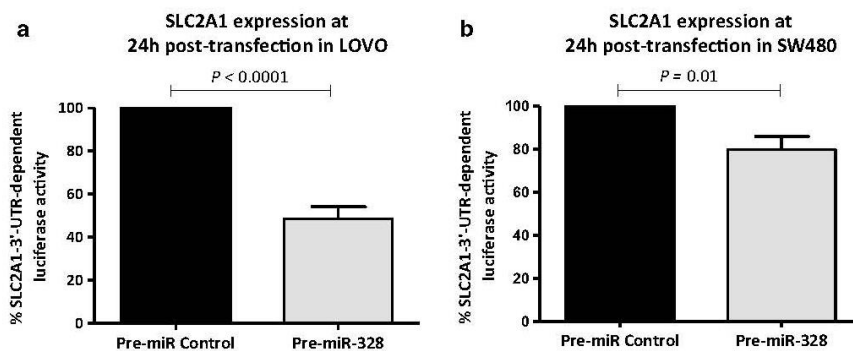 a
SLC2A1 expression at
24h post-transfection in LOVO
P < 0.0001
% SLC2A1-3'-UTR-dependent
luciferase activity
100
80
60
40
20
0
Pre-miR Control
Pre-miR-328
b
SLC2A1 expression at
24h post-transfection in SW480
P = 0.01
% SLC2A1-3'-UTR-dependent
luciferase activity
100
80
60
40
20
0
Pre-miR Control
Pre-miR-328